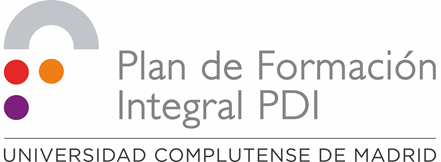 Plan de Formación
Integral PDI
UNIVERSIDAD COMPLUTENSE DE MADRID